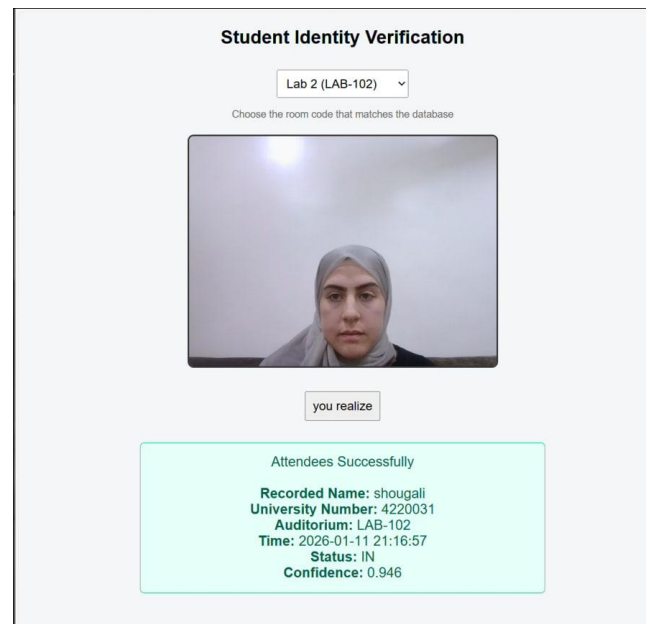 Student Identity Verification
Lab 2 (LAB-102)
Choose the room code that matches the database
you realize
Attendees Successfully
Recorded Name: shougali
University Number: 4220031
Auditorium: LAB-102
Time: 2026-01-11 21:16:57
Status: IN
Confidence: 0.946